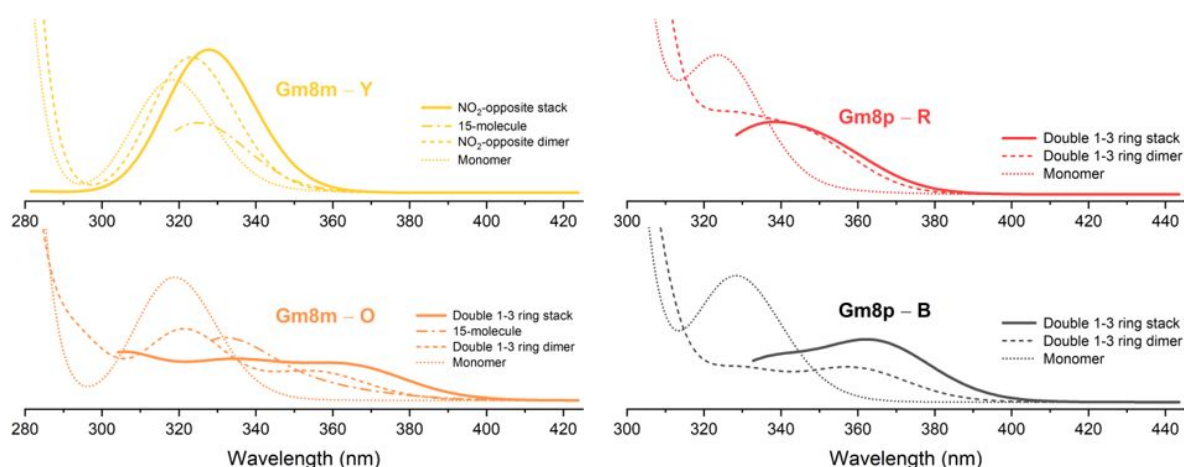 Gm8m – Y
NO₂-opposite stack
15-molecule
NO₂-opposite dimer
Monomer
280 300 320 340 360 380 400 420
Gm8p – R
Double 1-3 ring stack
Double 1-3 ring dimer
Monomer
300 320 340 360 380 400 420 440
Gm8m – O
Double 1-3 ring stack
15-molecule
Double 1-3 ring dimer
Monomer
280 300 320 340 360 380 400 420
Wavelength (nm)
Gm8p – B
Double 1-3 ring stack
Double 1-3 ring dimer
Monomer
300 320 340 360 380 400 420 440
Wavelength (nm)